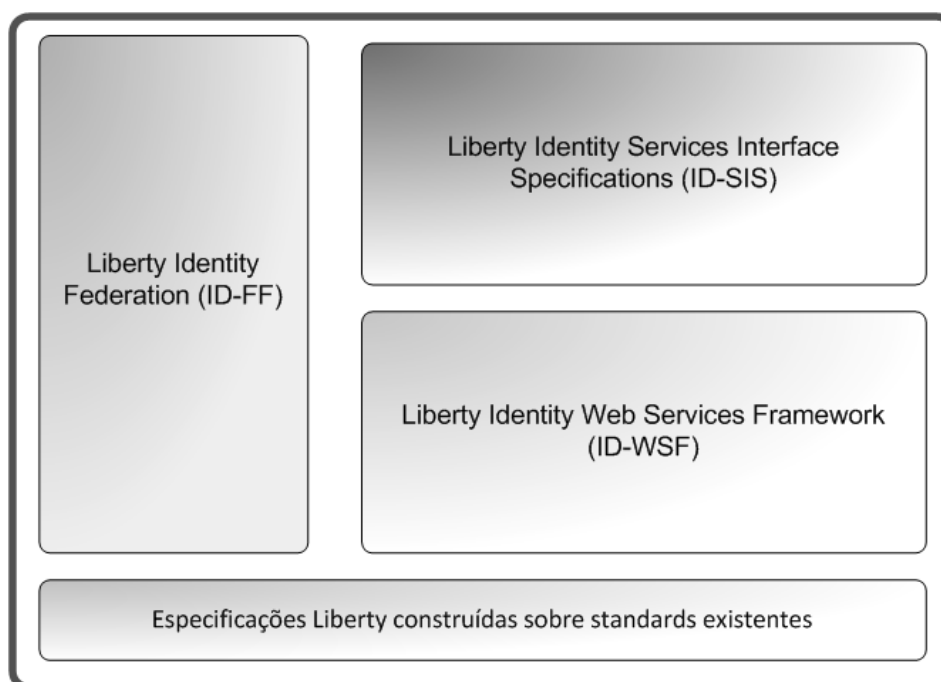 Liberty Identity
Federation (ID-FF)
Liberty Identity Services Interface
Specifications (ID-SIS)
Liberty Identity Web Services Framework
(ID-WSF)
Especificações Liberty construídas sobre standards existentes